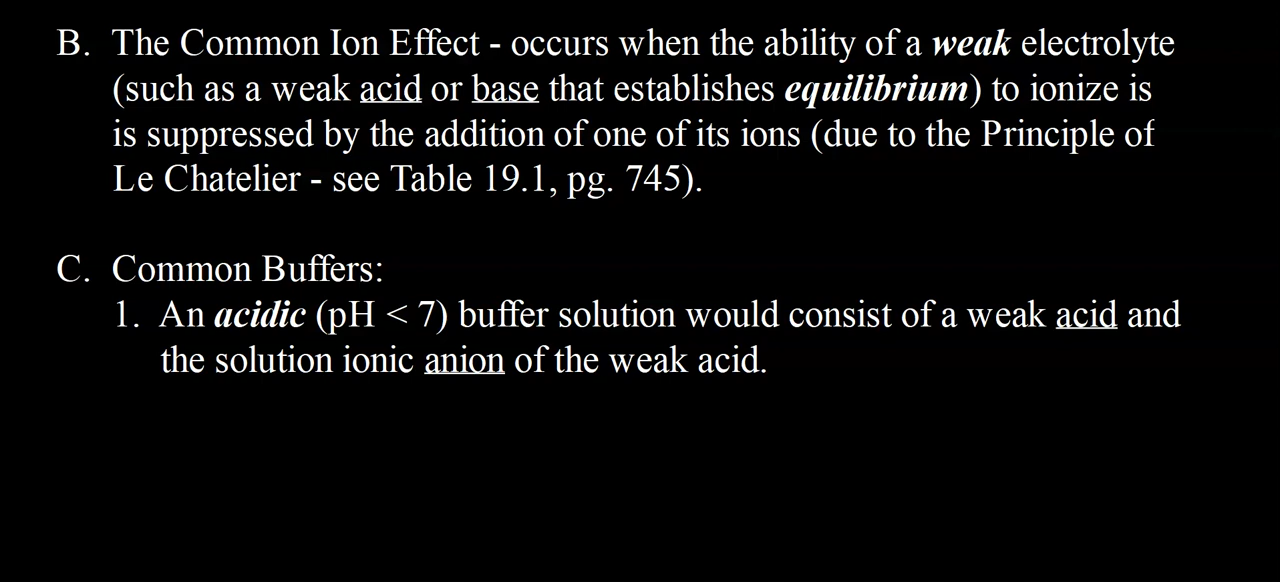 B. The Common Ion Effect - occurs when the ability of a weak electrolyte
(such as a weak acid or base that establishes equilibrium) to ionize is
is suppressed by the addition of one of its ions (due to the Principle of
Le Chatelier - see Table 19.1, pg. 745).
C. Common Buffers:
1. An acidic (pH < 7) buffer solution would consist of a weak acid and
the solution ionic anion of the weak acid.